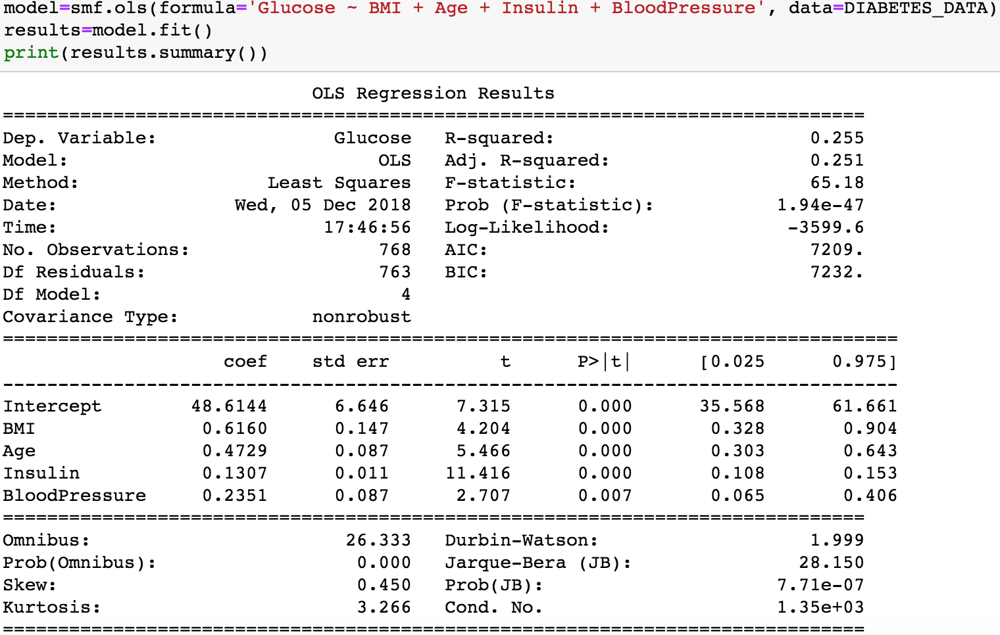 model=smf.ols(formula='Glucose ~ BMI + Age + Insulin + BloodPressure', data=DIABETES_DATA)
results=model.fit()
print(results.summary())
OLS Regression Results
==============================================================================
Dep. Variable: Glucose R-squared: 0.255
Model: OLS Adj. R-squared: 0.251
Method: Least Squares F-statistic: 65.18
Date: Wed, 05 Dec 2018 Prob (F-statistic): 1.94e-47
Time: 17:46:56 Log-Likelihood: -3599.6
No. Observations: 768 AIC: 7209.
Df Residuals: 763 BIC: 7232.
Df Model: 4
Covariance Type: nonrobust
=================================================================================
coef std err t P>|t| [0.025 0.975]
---------------------------------------------------------------------------------
Intercept 48.6144 6.646 7.315 0.000 35.568 61.661
BMI 0.6160 0.147 4.204 0.000 0.328 0.904
Age 0.4729 0.087 5.466 0.000 0.303 0.643
Insulin 0.1307 0.011 11.416 0.000 0.108 0.153
BloodPressure 0.2351 0.087 2.707 0.007 0.065 0.406
==============================================================================
Omnibus: 26.333 Durbin-Watson: 1.999
Prob(Omnibus): 0.000 Jarque-Bera (JB): 28.150
Skew: 0.450 Prob(JB): 7.71e-07
Kurtosis: 3.266 Cond. No. 1.35e+03
==============================================================================